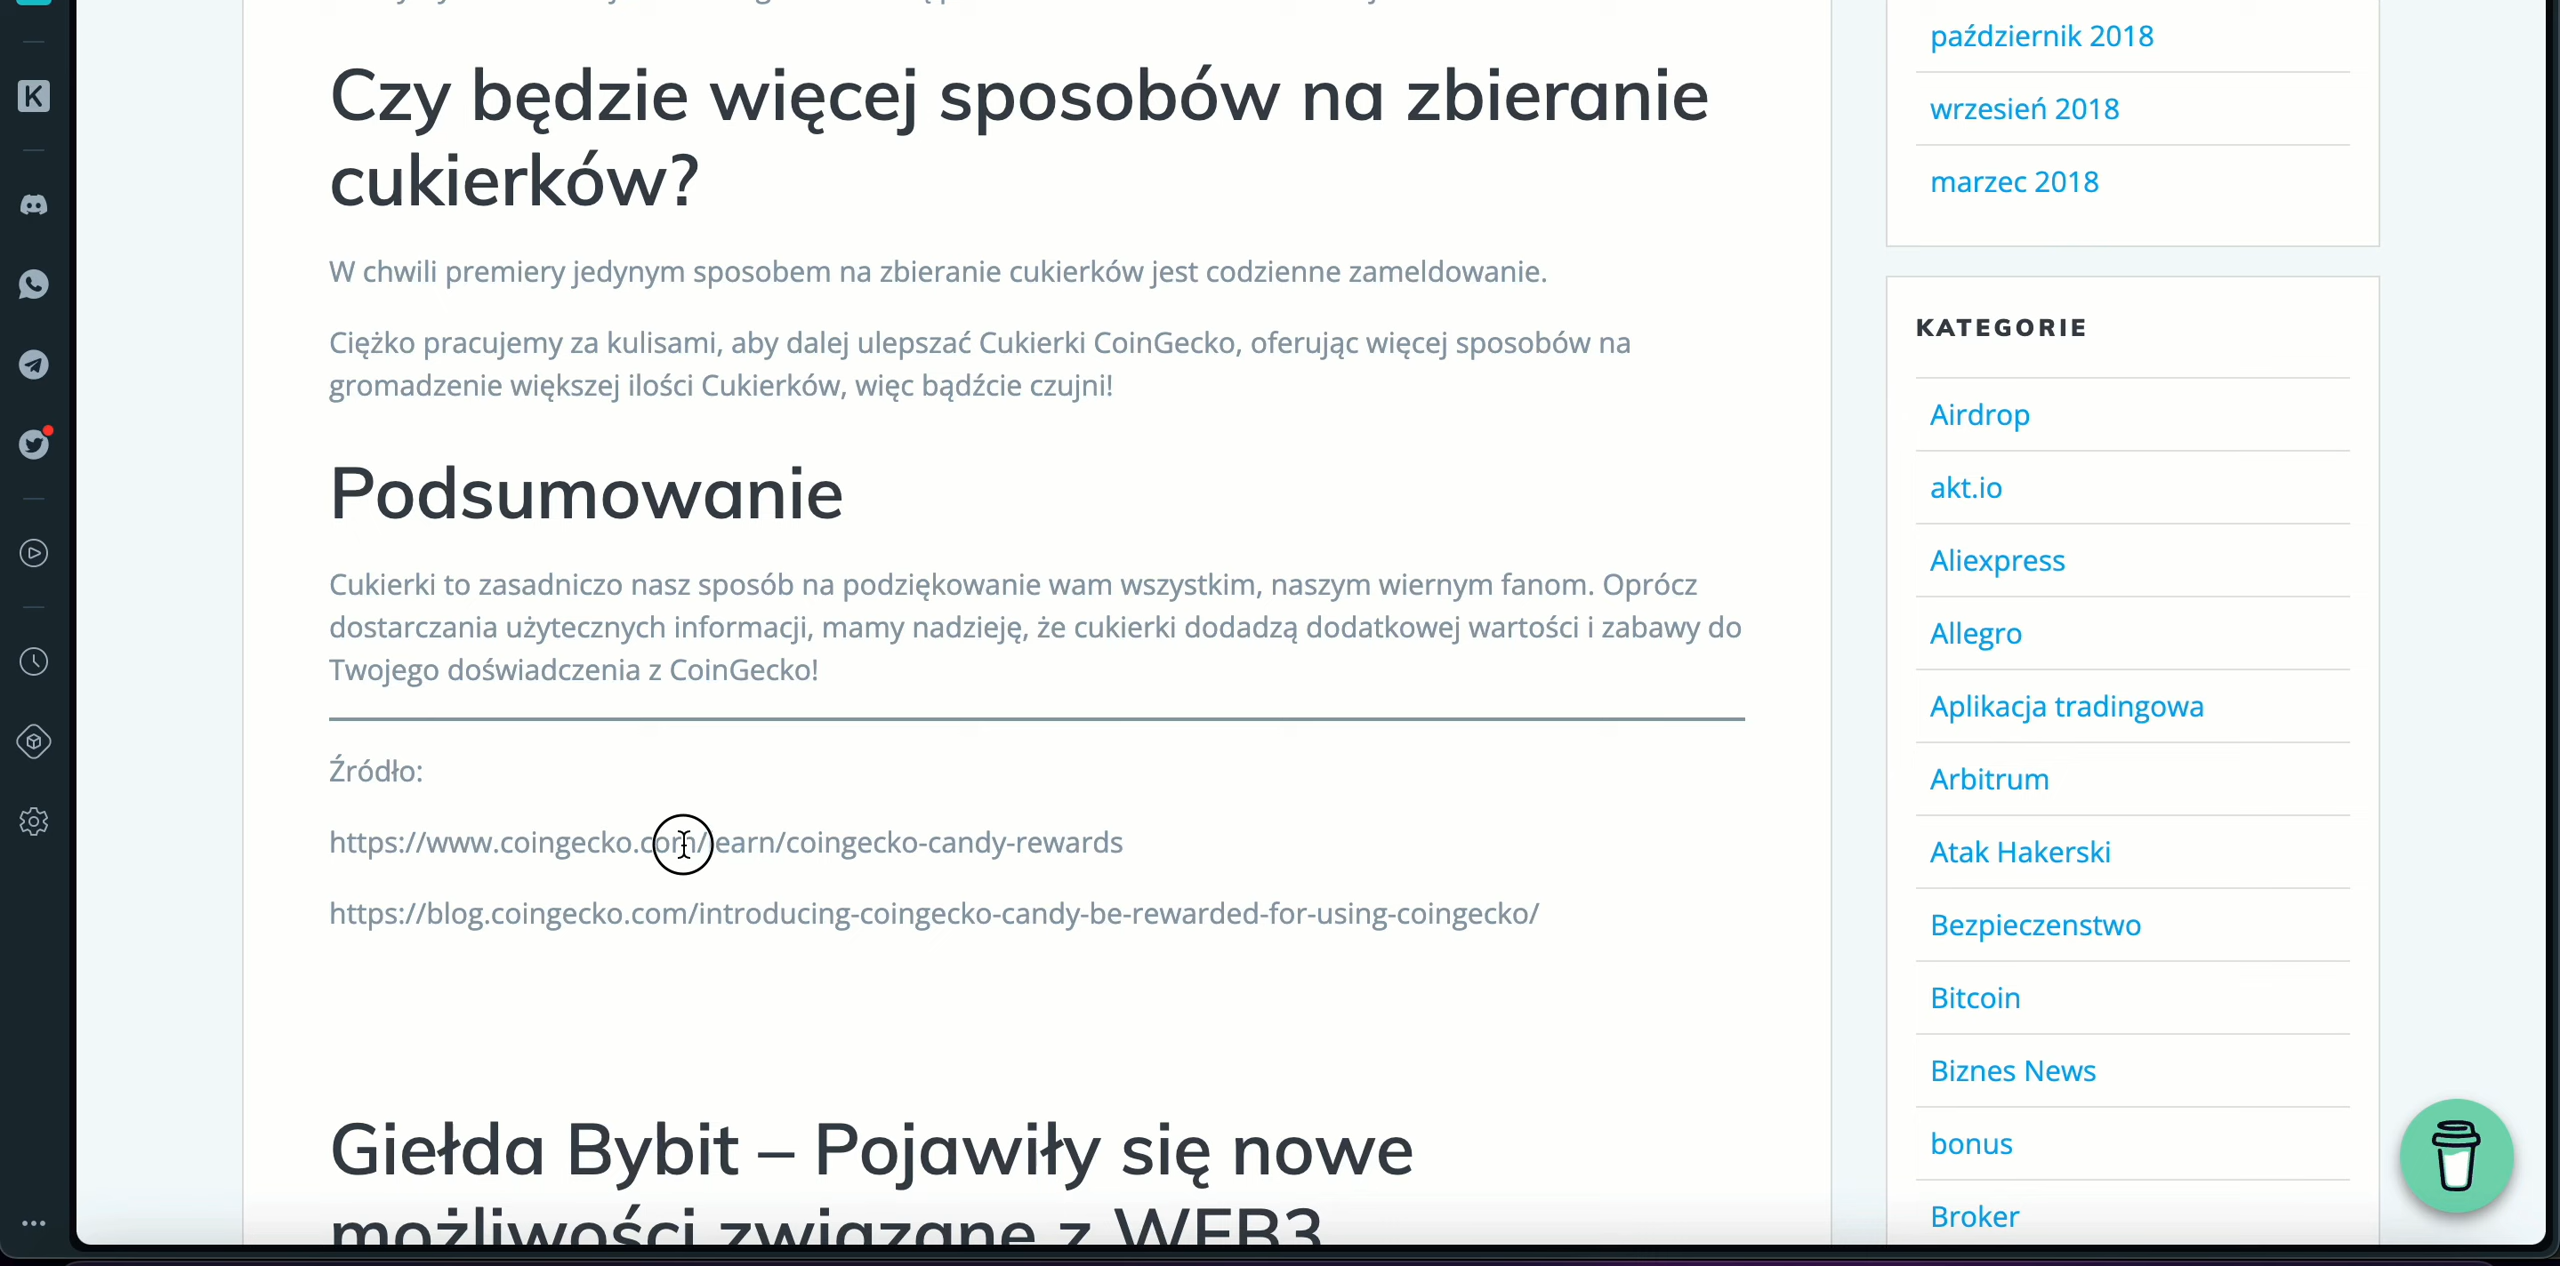 Czy będzie więcej sposobów na zbieranie
cukierków?
W chwili premiery jedynym sposobem na zbieranie cukierków jest codzienne zameldowanie.
Ciężko pracujemy za kulisami, aby dalej ulepszać Cukierki CoinGecko, oferując więcej sposobów na
gromadzenie większej ilości Cukierków, więc bądźcie czujni!
Podsumowanie
Cukierki to zasadniczo nasz sposób na podziękowanie wam wszystkim, naszym wiernym fanom. Oprócz
dostarczania użytecznych informacji, mamy nadzieję, że cukierki dodadzą dodatkowej wartości i zabawy do
Twojego doświadczenia z CoinGecko!
Źródło:
https://www.coingecko.com/learn/coingecko-candy-rewards
https://blog.coingecko.com/introducing-coingecko-candy-be-rewarded-for-using-coingecko/
Giełda Bybit – Pojawiły się nowe
możliwości związane z WEB3
październik 2018
wrzesień 2018
marzec 2018
KATEGORIE
Airdrop
akt.io
Aliexpress
Allegro
Aplikacja tradingowa
Arbitrum
Atak Hakerski
Bezpieczenstwo
Bitcoin
Biznes News
bonus
Broker
K